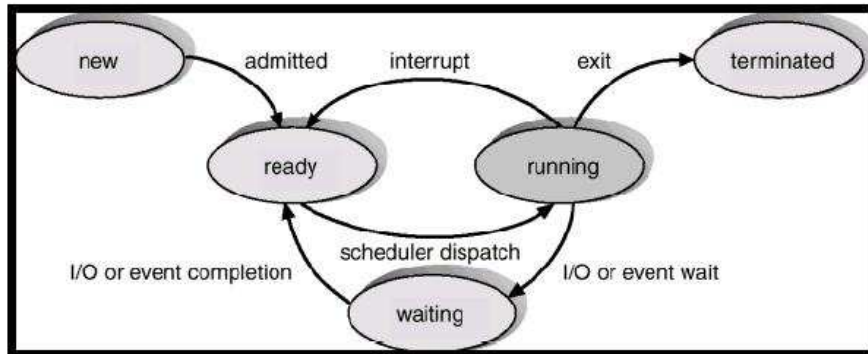 new
admitted
interrupt
exit
terminated
ready
running
scheduler dispatch
I/O or event completion
I/O or event wait
waiting